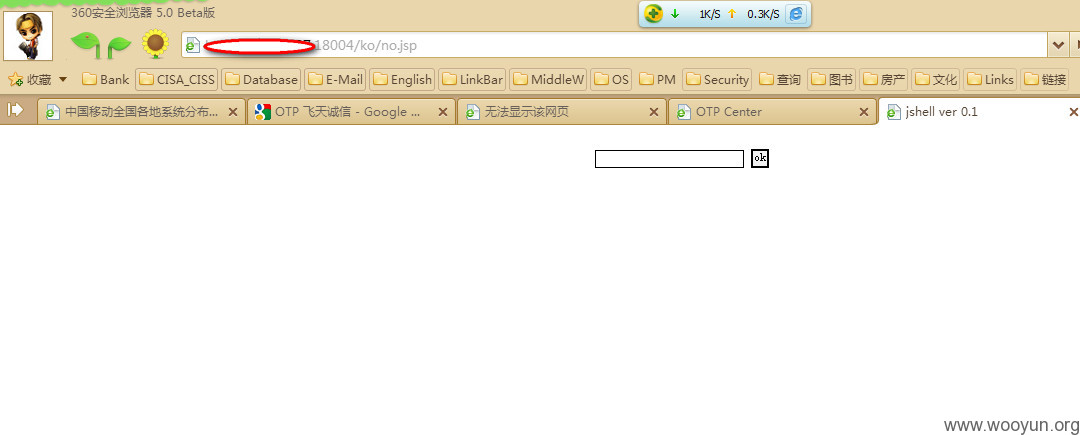 360安全浏览器 5.0 Beta版
1K/S 0.3K/S
18004/ko/no.jsp
收藏 Bank CISA_CISS Database E-Mail English LinkBar MiddleW OS PM Security 查询 图书 房产 文化 Links 链接
中国移动全国各地系统分布... OTP 飞天诚信 - Google ... 无法显示该网页 OTP Center jshell ver 0.1
ok
www.wooyun.org